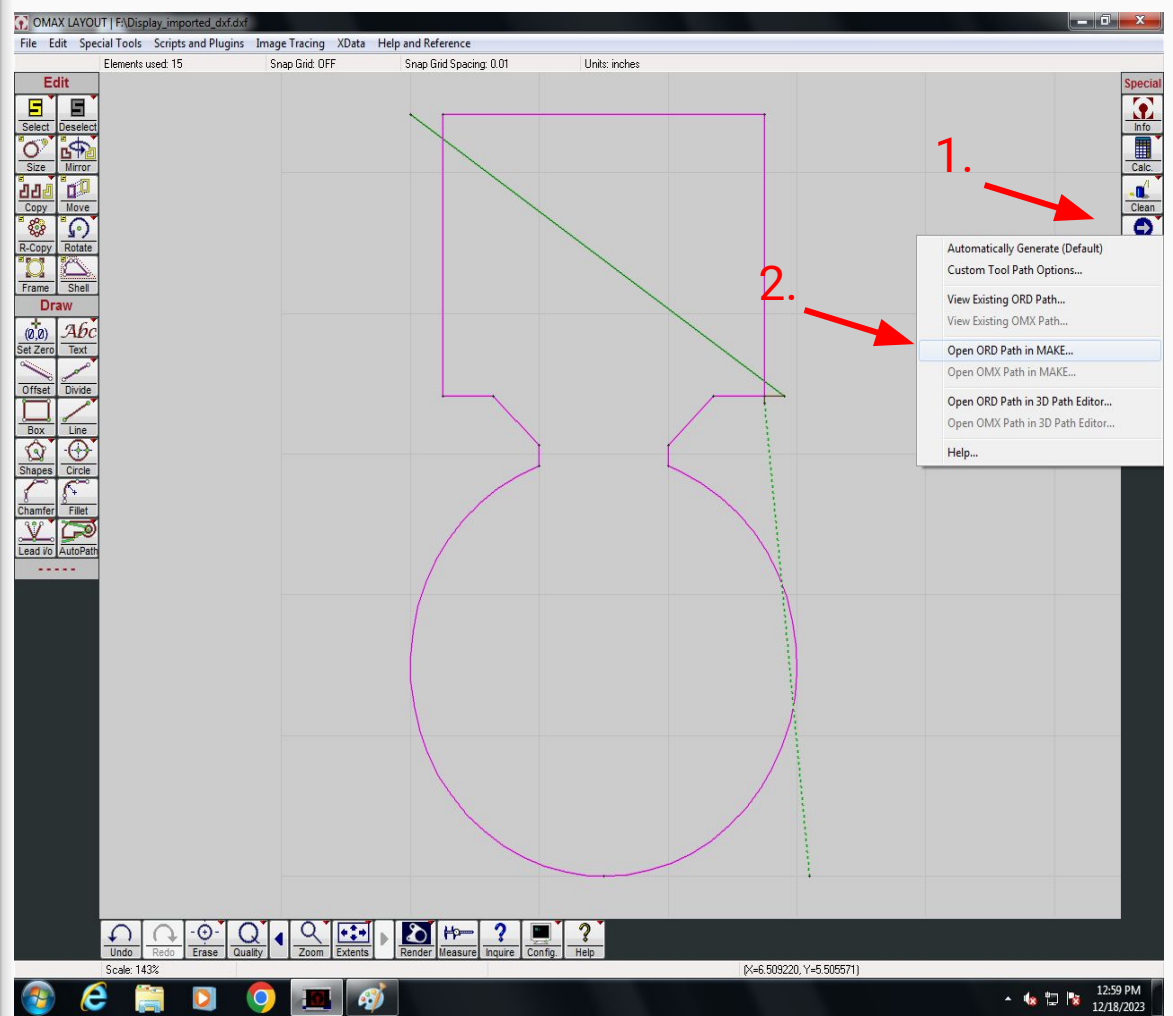 OMAX LAYOUT | F:\Display_imported_dxf.dxf
File Edit Special Tools Scripts and Plugins Image Tracing XData Help and Reference
Elements used: 15 Snap Grid: OFF Snap Grid Spacing: 0.01 Units: inches
Edit
Select Deselect
Size Mirror
Copy Move
R-Copy Rotate
Frame Shell
Draw
(0,0) Abc
Set Zero Text
Offset Divide
Box Line
Shapes Circle
Chamfer Fillet
Lead i/o AutoPath
Special
Info
Calc.
Clean
1.
2.
Automatically Generate (Default)
Custom Tool Path Options...
View Existing ORD Path...
View Existing OMX Path...
Open ORD Path in MAKE...
Open OMX Path in MAKE...
Open ORD Path in 3D Path Editor...
Open OMX Path in 3D Path Editor...
Help...
Undo Redo Erase Quality Zoom Extents Render Measure Inquire Config. Help
Scale: 143% (X=6.509220, Y=5.505571)
12:59 PM
12/18/2023